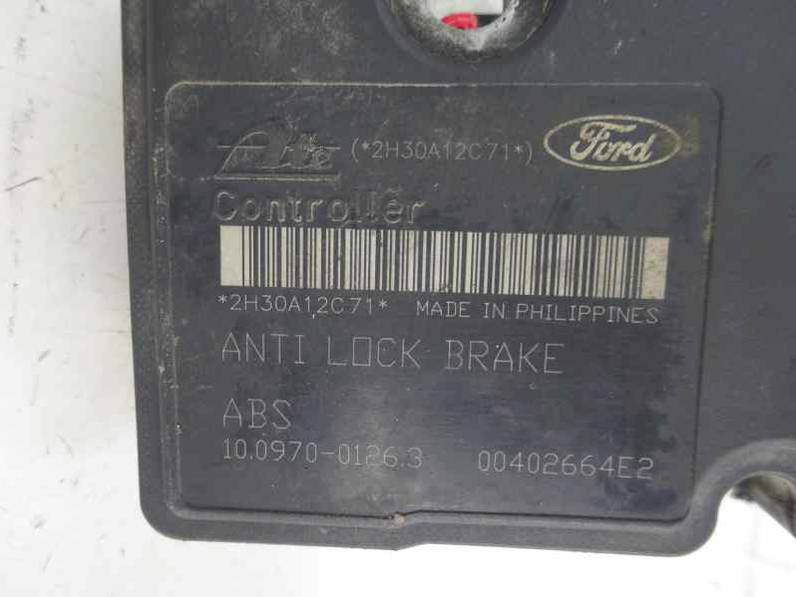 Ate (*2H30A12C71*) Ford
Controller
*2H30A12C71* MADE IN PHILIPPINES
ANTI LOCK BRAKE
ABS
10.0970-0126.3 00402664E2